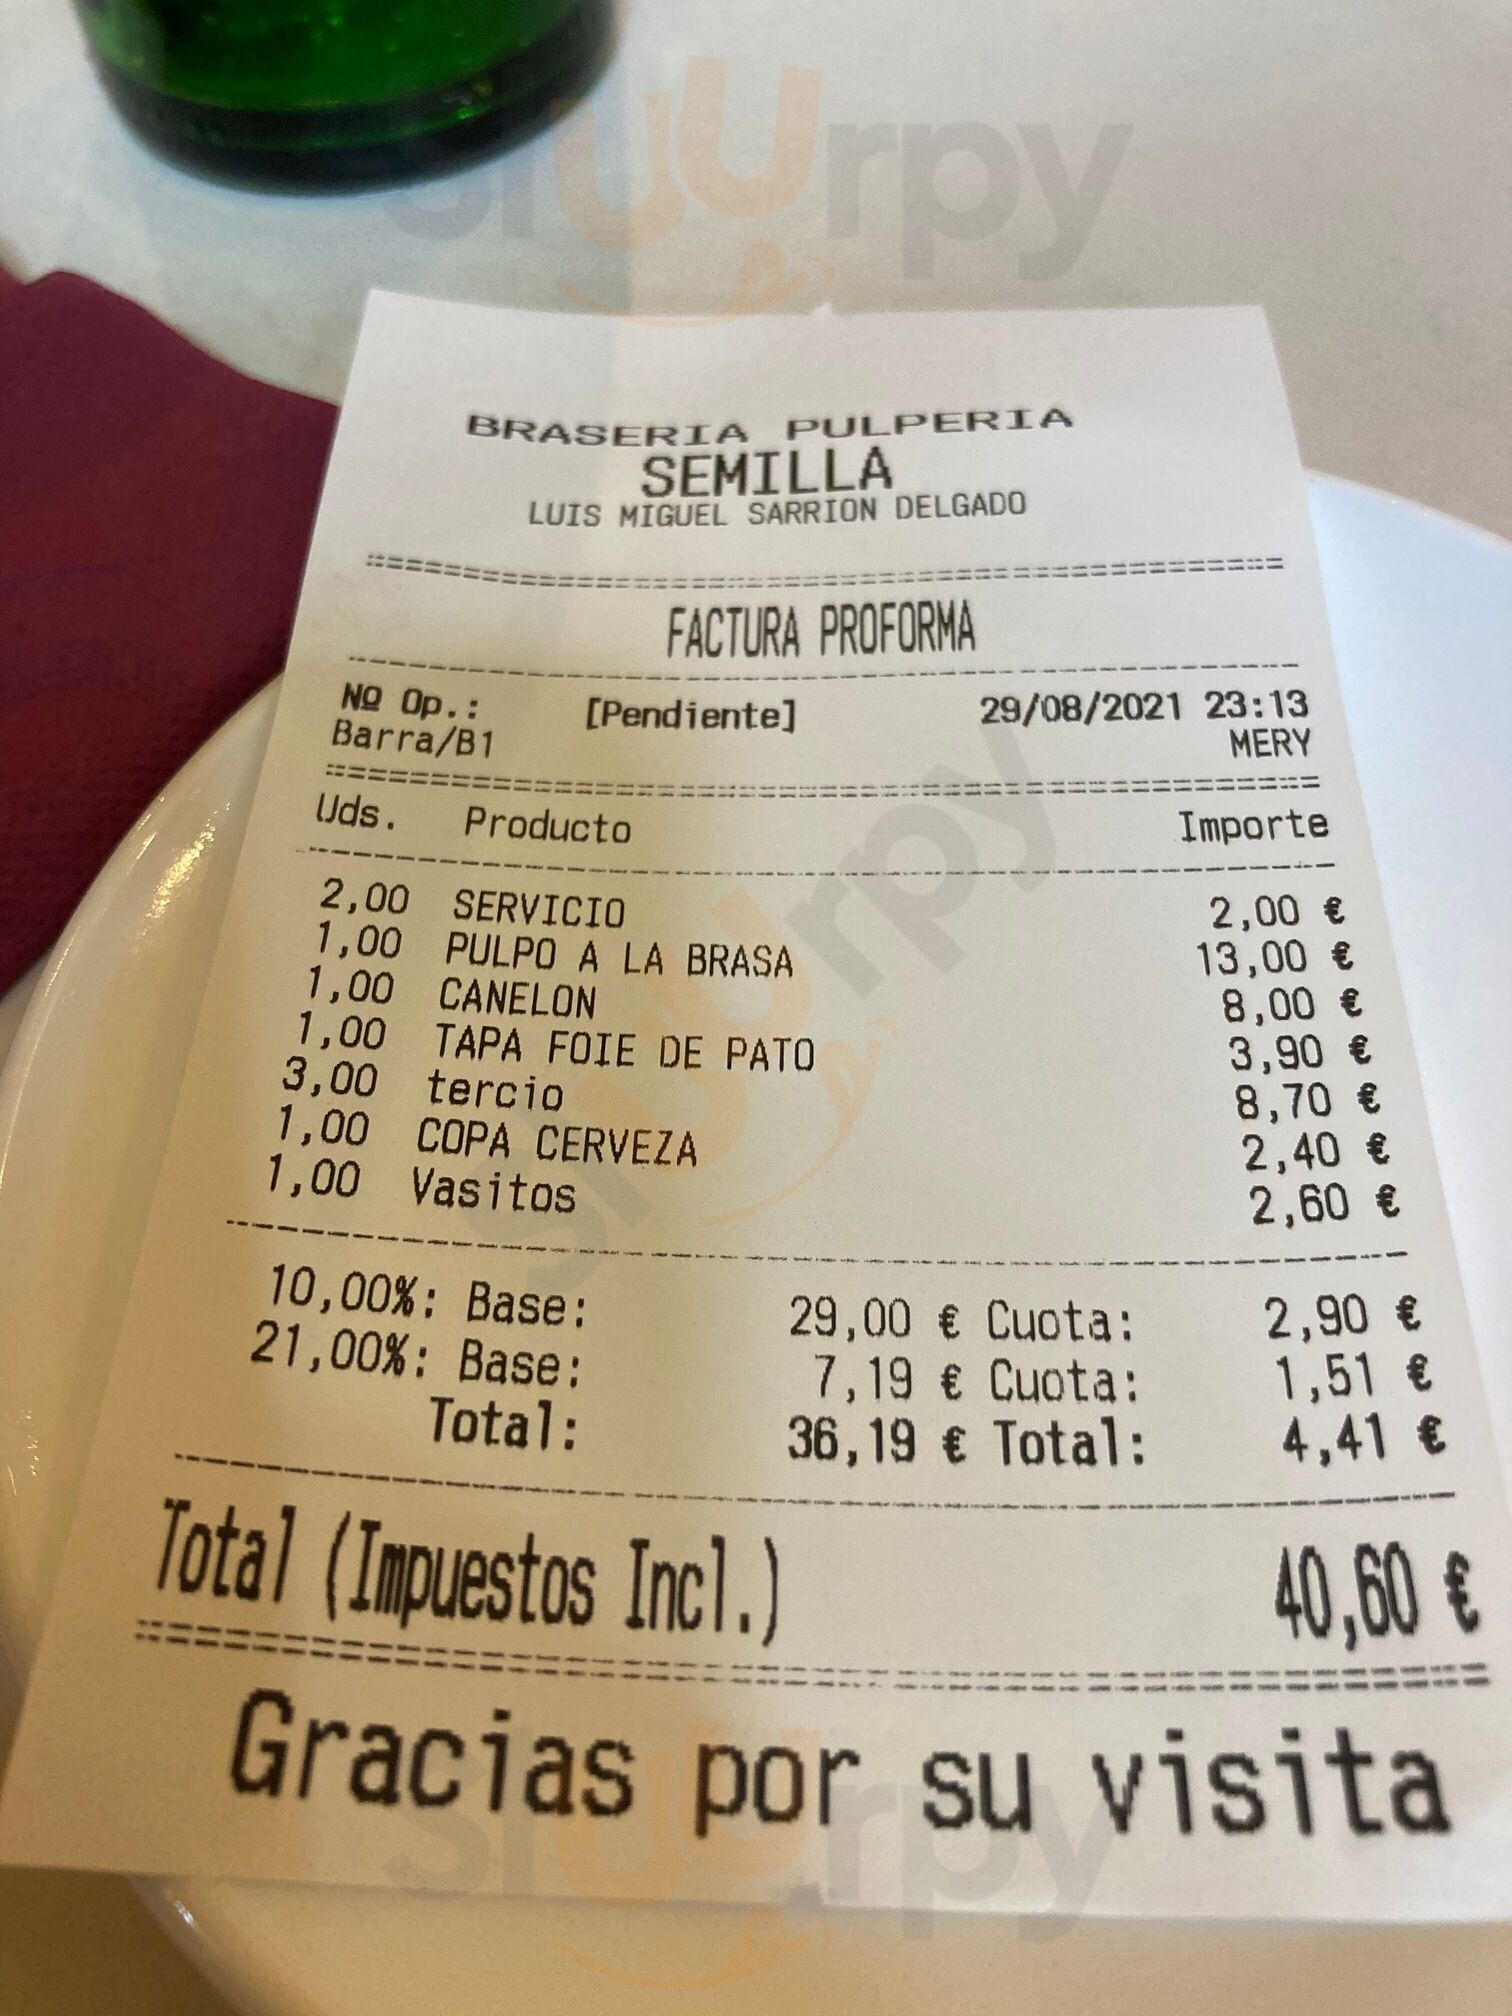 sluurpy
BRASERIA PULPERIA
SEMILLA
LUIS MIGUEL SARRION DELGADO
FACTURA PROFORMA
Nº Op.: [Pendiente] 29/08/2021 23:13
Barra/B1 MERY
Uds. Producto Importe
2,00 SERVICIO 2,00 €
1,00 PULPO A LA BRASA 13,00 €
1,00 CANELON 8,00 €
1,00 TAPA FOIE DE PATO 3,90 €
3,00 tercio 8,70 €
1,00 COPA CERVEZA 2,40 €
1,00 Vasitos 2,60 €
sluurpy
10,00%: Base: 29,00 € Cuota: 2,90 €
21,00%: Base: 7,19 € Cuota: 1,51 €
Total: 36,19 € Total: 4,41 €
Total (Impuestos Incl.) 40,60 €
Gracias por su visita
sluurpy